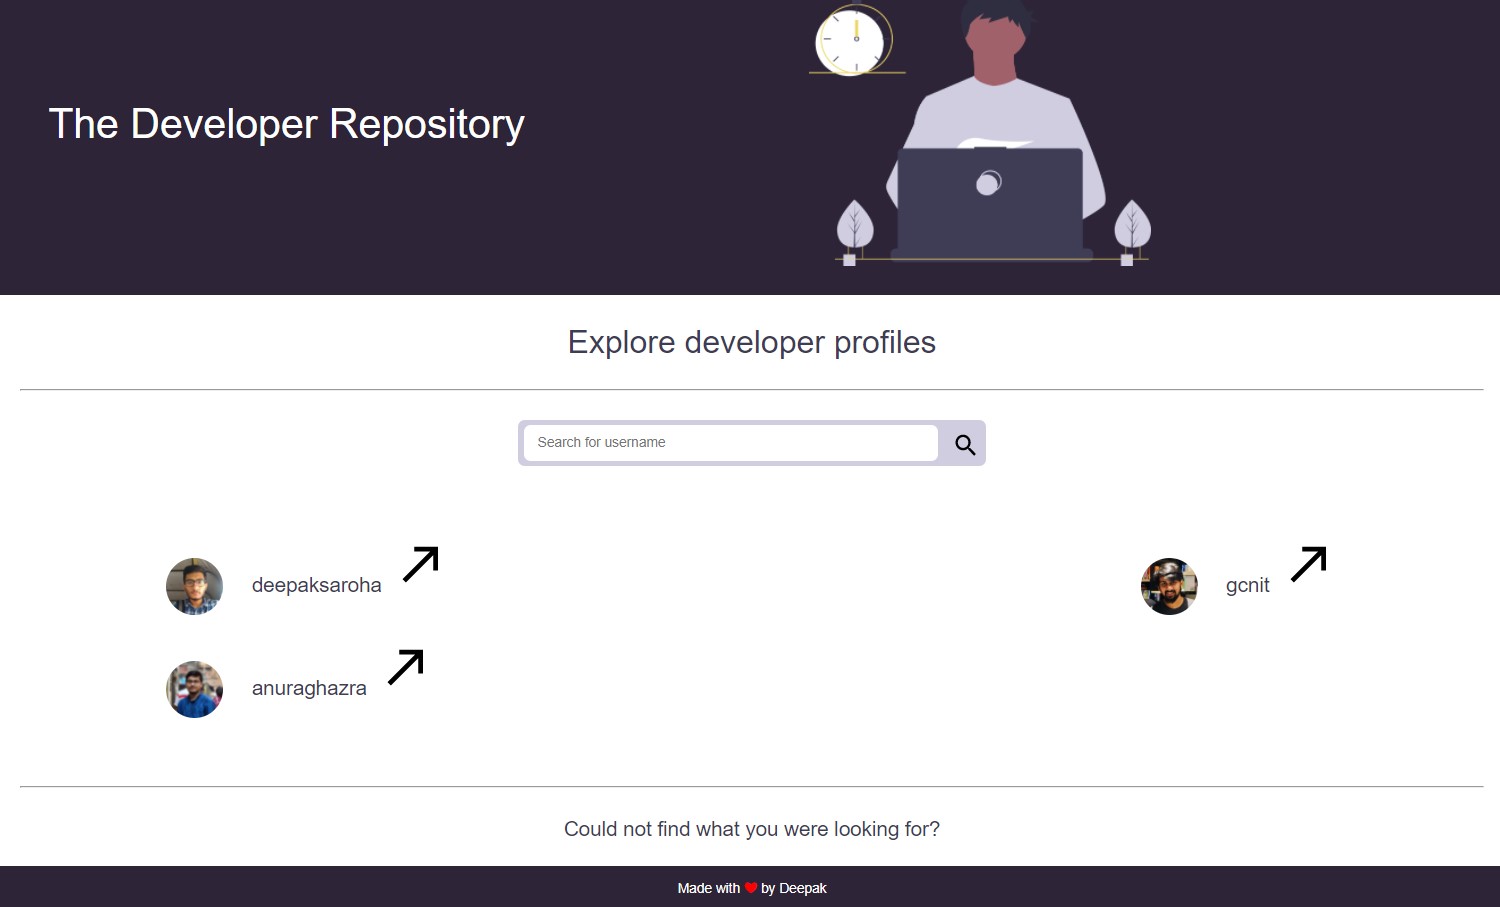 The Developer Repository
Explore developer profiles
Search for username
deepaksaroha
gcnit
anuraghazra
Could not find what you were looking for?
Made with ❤ by Deepak